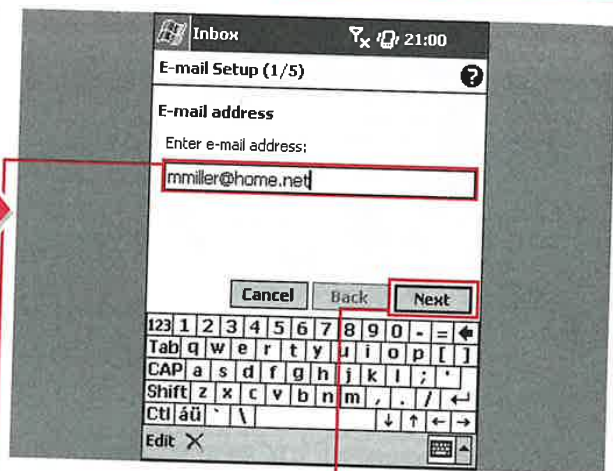 Inbox 21:00
E-mail Setup (1/5) ?
E-mail address
Enter e-mail address:
mmiller@home.net
Cancel Back Next
123 1 2 3 4 5 6 7 8 9 0 - =
Tab q w e r t y u i o p [ ]
CAP a s d f g h j k l ; '
Shift z x c v b n m , . /
Ctl áü ` \
Edit